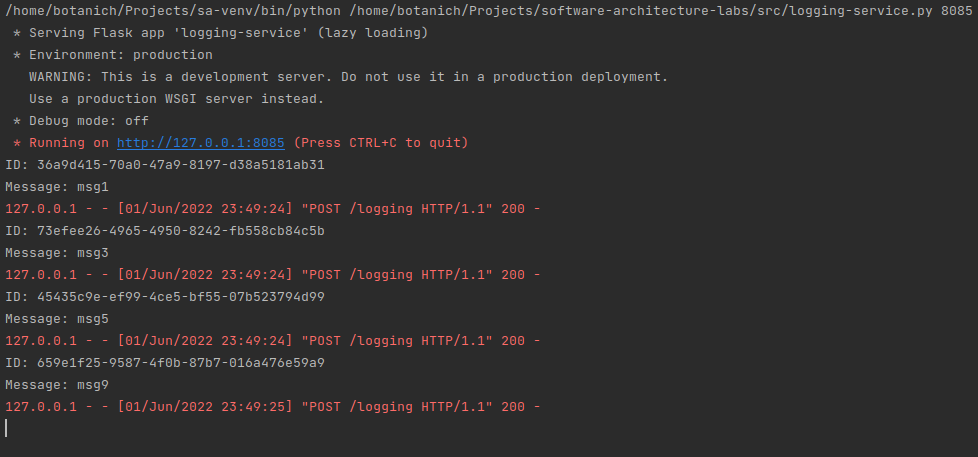 /home/botanich/Projects/sa-venv/bin/python /home/botanich/Projects/software-architecture-labs/src/logging-service.py 8085
* Serving Flask app 'logging-service' (lazy loading)
* Environment: production
WARNING: This is a development server. Do not use it in a production deployment.
Use a production WSGI server instead.
* Debug mode: off
* Running on http://127.0.0.1:8085 (Press CTRL+C to quit)
ID: 36a9d415-70a0-47a9-8197-d38a5181ab31
Message: msg1
127.0.0.1 - - [01/Jun/2022 23:49:24] "POST /logging HTTP/1.1" 200 -
ID: 73efee26-4965-4950-8242-fb558cb84c5b
Message: msg3
127.0.0.1 - - [01/Jun/2022 23:49:24] "POST /logging HTTP/1.1" 200 -
ID: 45435c9e-ef99-4ce5-bf55-07b523794d99
Message: msg5
127.0.0.1 - - [01/Jun/2022 23:49:24] "POST /logging HTTP/1.1" 200 -
ID: 659e1f25-9587-4f0b-87b7-016a476e59a9
Message: msg9
127.0.0.1 - - [01/Jun/2022 23:49:25] "POST /logging HTTP/1.1" 200 -